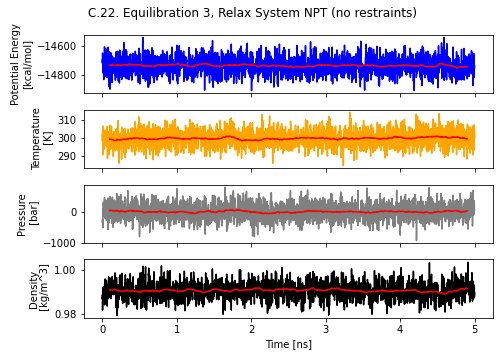 C.22. Equilibration 3, Relax System NPT (no restraints)
Potential Energy
[kcal/mol]
−14600
−14800
Temperature
[K]
310
300
290
Pressure
[bar]
0
−1000
Density
[kg/m^3]
1.00
0.98
0 1 2 3 4 5
Time [ns]